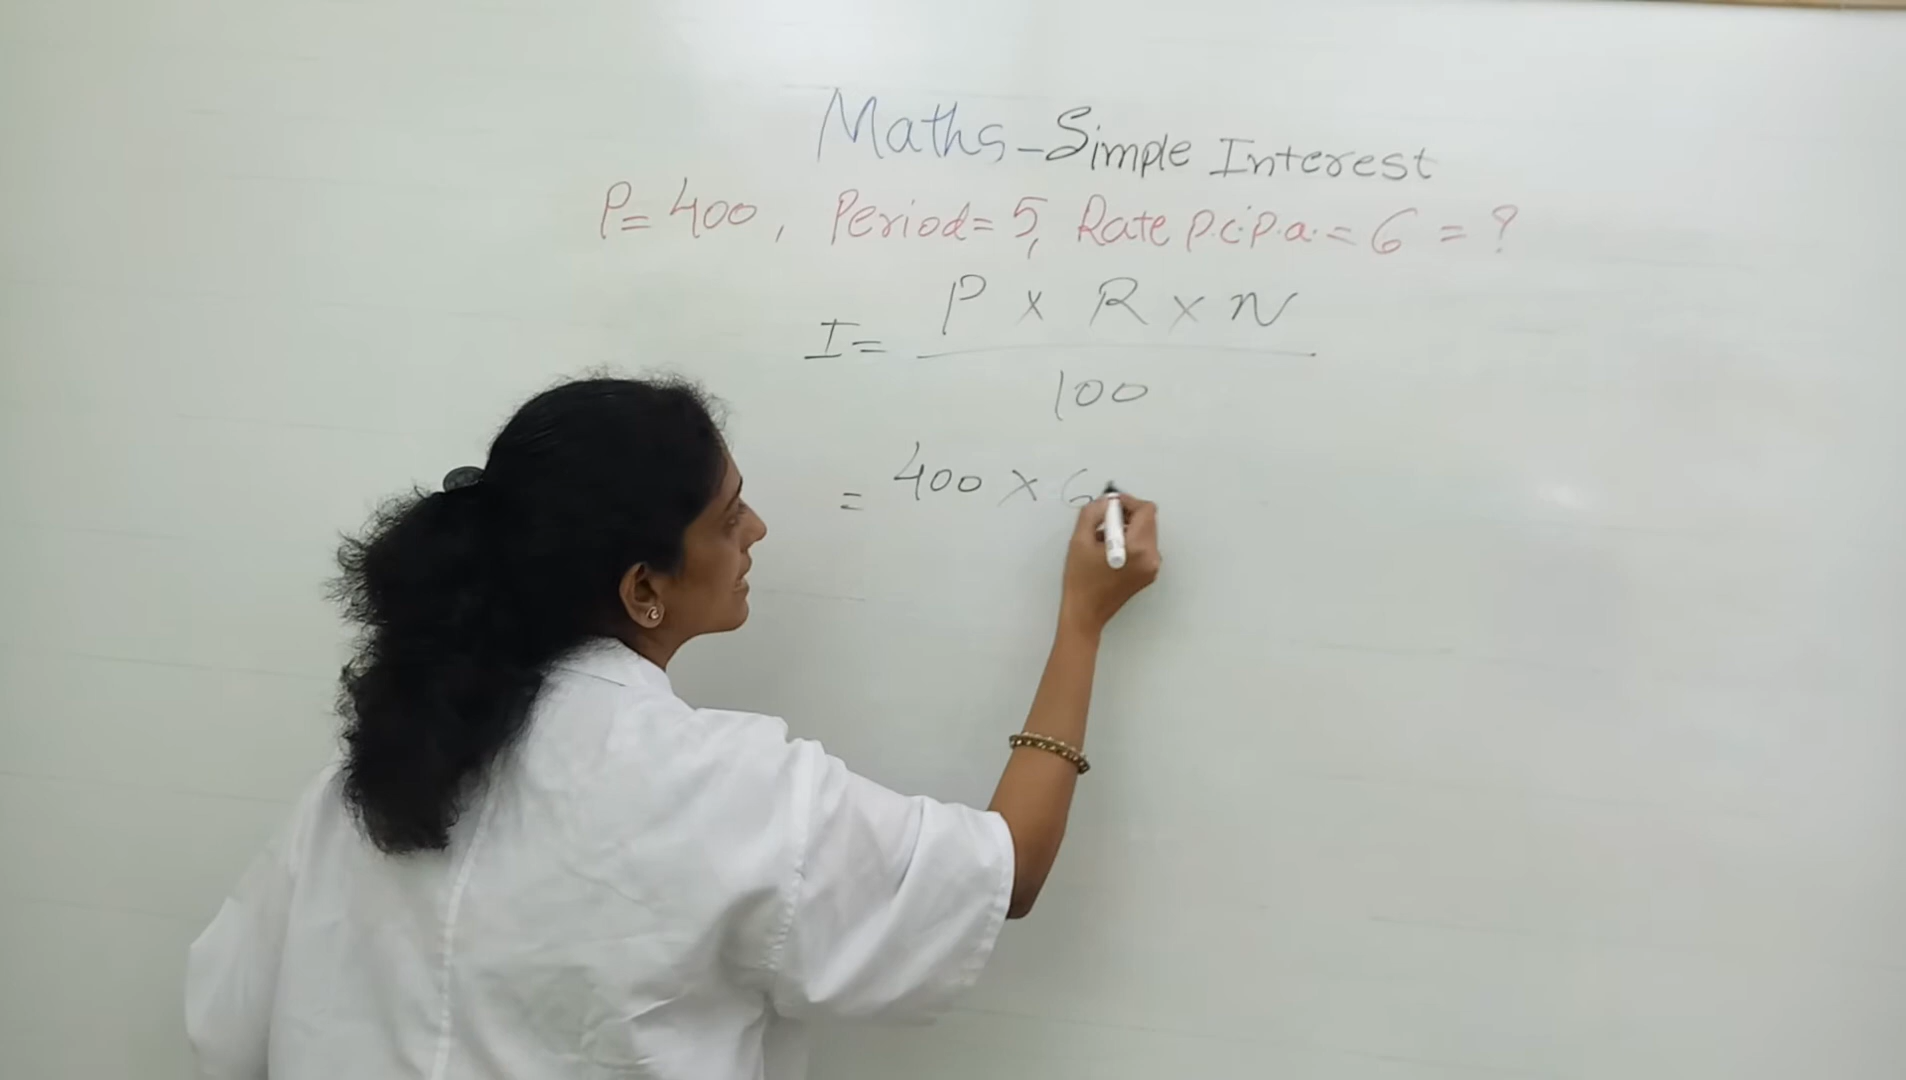 Maths-Simple Interest
P=400, Period=5, Rate p.c.p.a.=6 = ?
P x R x N
I=
100
= 400 x 6